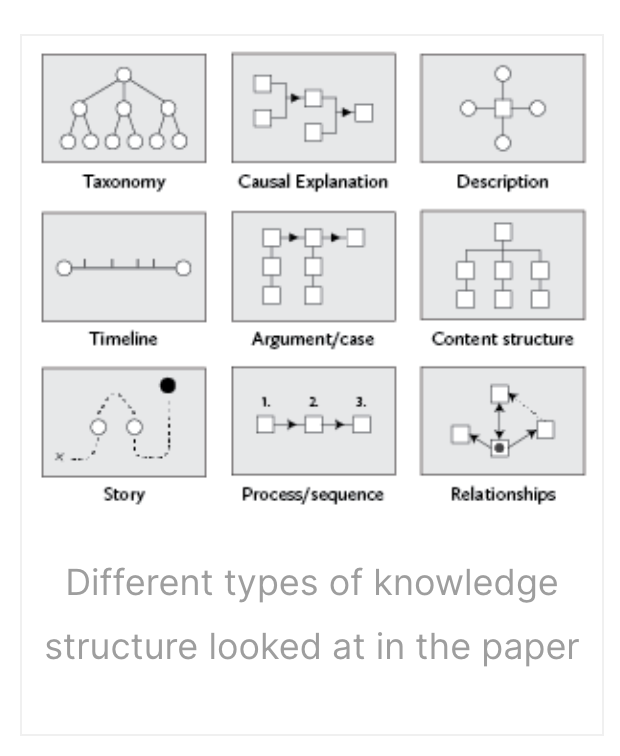 Taxonomy
Causal Explanation
Description
Timeline
Argument/case
Content structure
1. 2. 3.
Story
Process/sequence
Relationships
Different types of knowledge
structure looked at in the paper